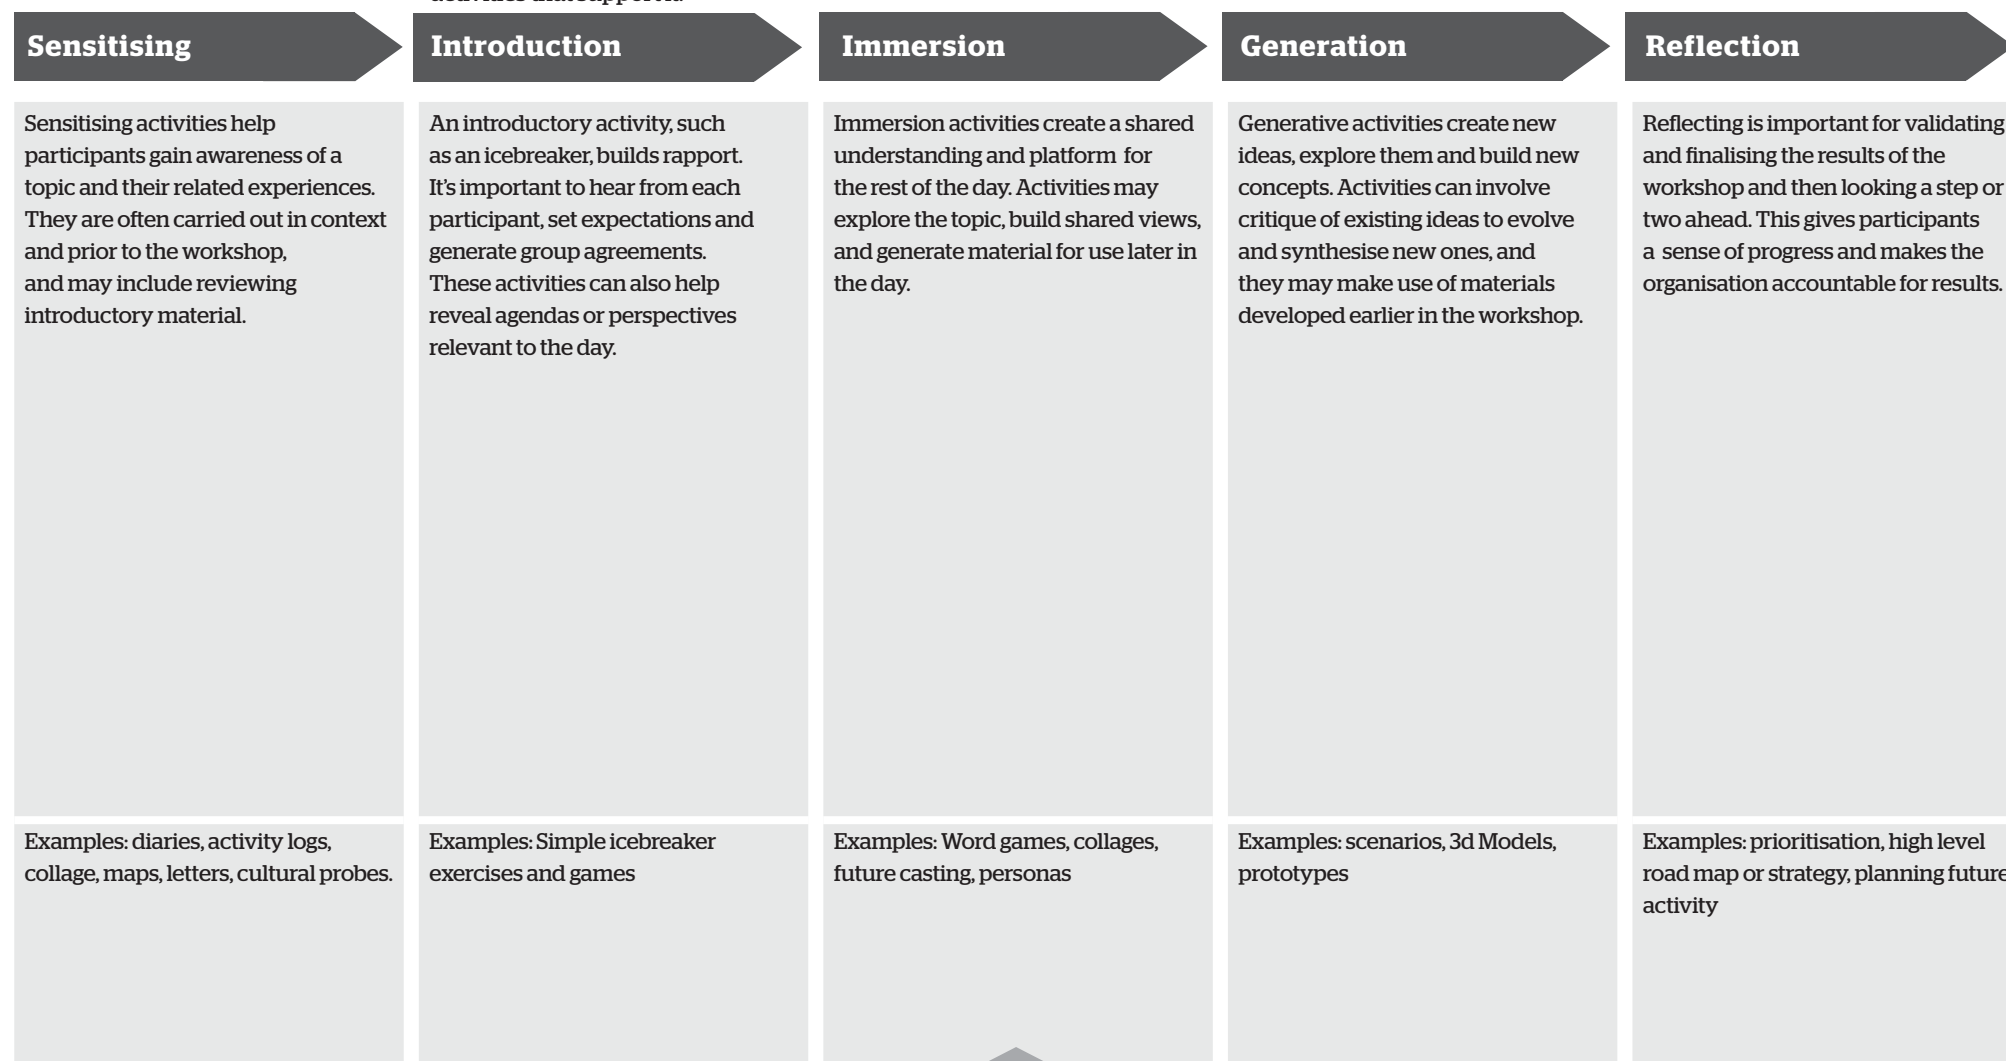 Sensitising
Introduction
Immersion
Generation
Reflection
Sensitising activities help
participants gain awareness of a
topic and their related experiences.
They are often carried out in context
and prior to the workshop,
and may include reviewing
introductory material.
An introductory activity, such
as an icebreaker, builds rapport.
It's important to hear from each
participant, set expectations and
generate group agreements.
These activities can also help
reveal agendas or perspectives
relevant to the day.
Immersion activities create a shared
understanding and platform for
the rest of the day. Activities may
explore the topic, build shared views,
and generate material for use later in
the day.
Generative activities create new
ideas, explore them and build new
concepts. Activities can involve
critique of existing ideas to evolve
and synthesise new ones, and
they may make use of materials
developed earlier in the workshop.
Reflecting is important for validating
and finalising the results of the
workshop and then looking a step or
two ahead. This gives participants
a sense of progress and makes the
organisation accountable for results.
Examples: diaries, activity logs,
collage, maps, letters, cultural probes.
Examples: Simple icebreaker
exercises and games
Examples: Word games, collages,
future casting, personas
Examples: scenarios, 3d Models,
prototypes
Examples: prioritisation, high level
road map or strategy, planning future
activity